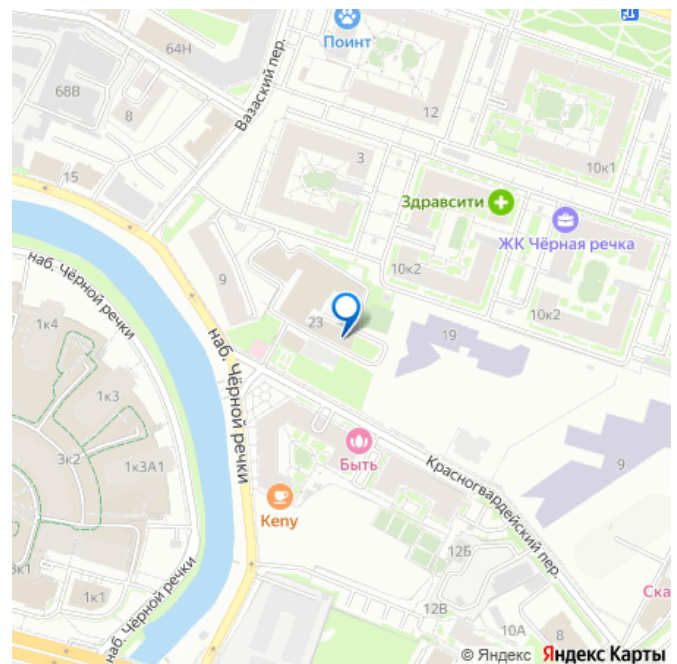 Поинт
64Н
Вазаский пер.
68В
8
12
3
10к1
15
Здравсити
ЖК Чёрная речка
наб. Чёрной речки
9
10к2
10к2
1к4
23
19
наб. Чёрной речки
1к3
3к2
1к3А1
Быть
Красногвардейский пер.
9
Keпу
12Б
3к1
1к1
наб. Чёрной речки
12В
10А
8
Ска
© Яндекс Яндекс Карты